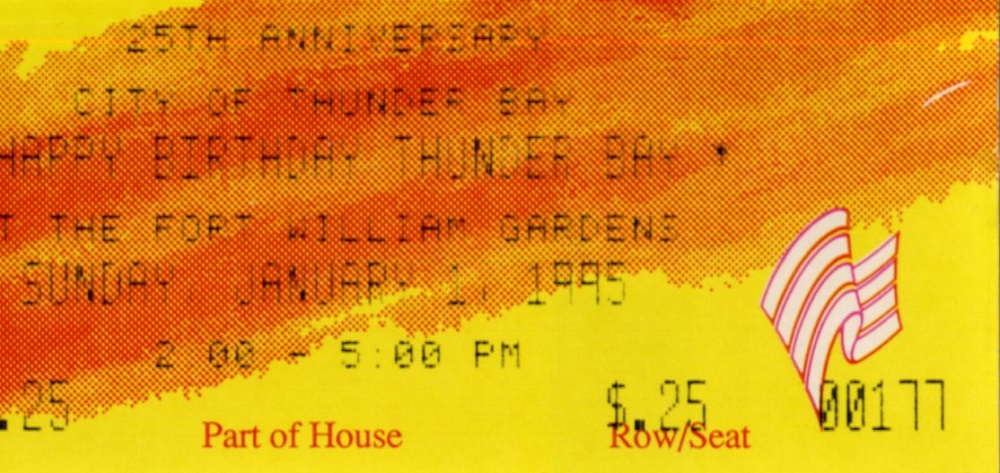 25TH ANNIVERSARY
CITY OF THUNDER BAY
HAPPY BIRTHDAY THUNDER BAY *
T THE FORT WILLIAM GARDENS
SUNDAY, JANUARY 1, 1995
2:00 - 5:00 PM
.25 $.25 00177
Part of House Row/Seat